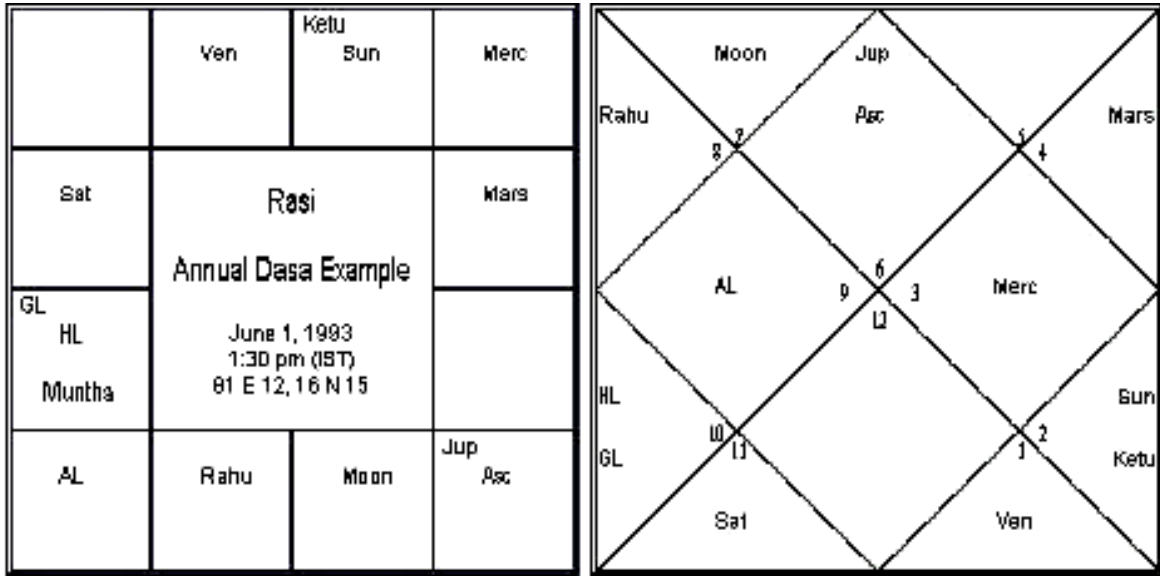 Ketu
Ven Sun Merc
Sat Mars
Rasi
Annual Dasa Example
June 1, 1993
1:30 pm (IST)
81 E 12, 16 N 15
GL
HL
Muntha
Jup
AL Rahu Moon Asc
Moon Jup
Rahu Asc Mars
7 5
8 4
6
AL 9 3 Merc
12
HL Sun
10 2
11 1
GL Ketu
Sat Ven